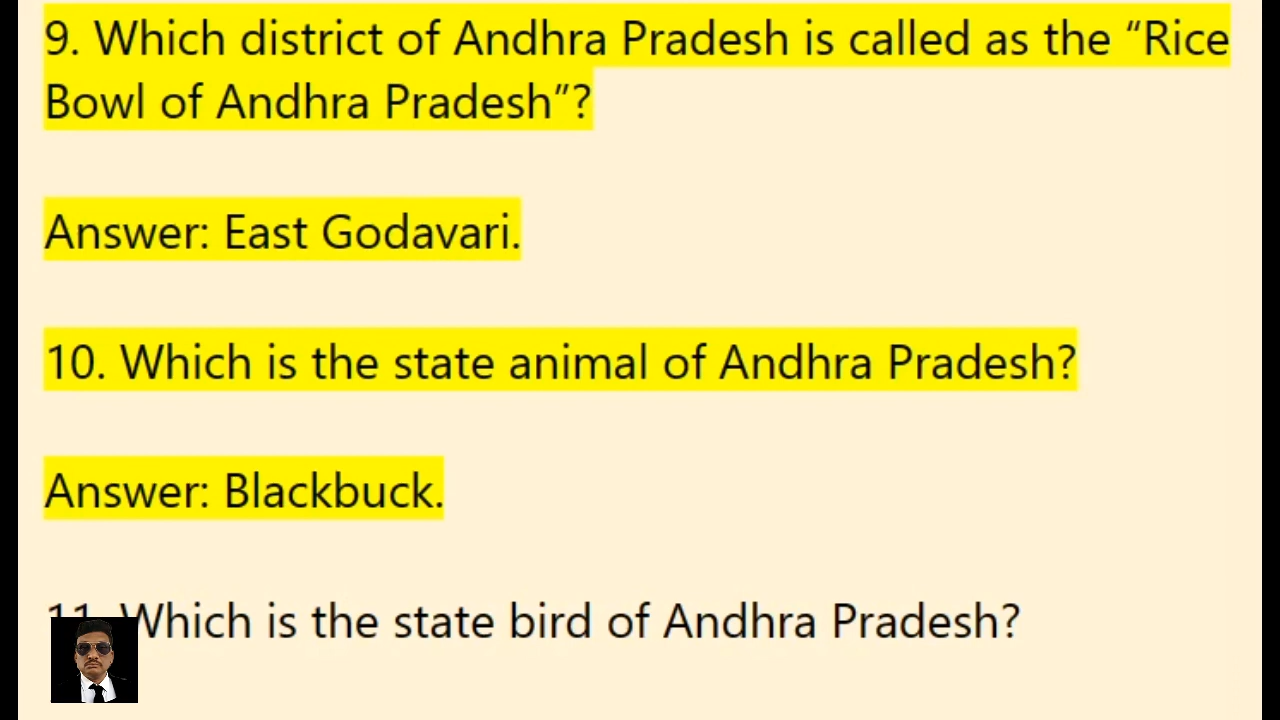 9. Which district of Andhra Pradesh is called as the “Rice
Bowl of Andhra Pradesh”?
Answer: East Godavari.
10. Which is the state animal of Andhra Pradesh?
Answer: Blackbuck.
11. Which is the state bird of Andhra Pradesh?